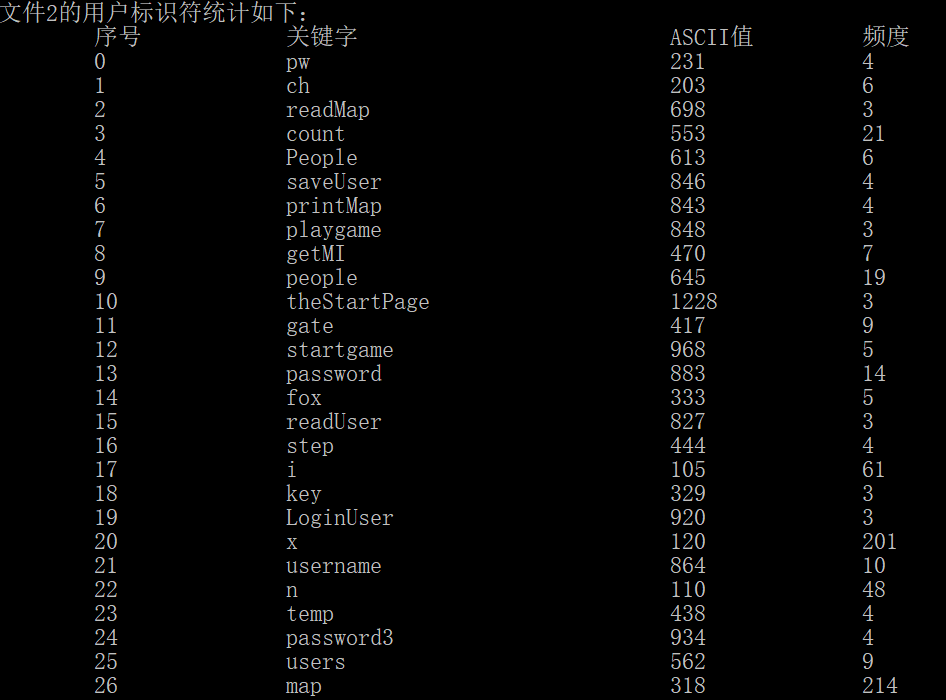 文件2的用户标识符统计如下:
序号 关键字 ASCII值 频度
0 pw 231 4
1 ch 203 6
2 readMap 698 3
3 count 553 21
4 People 613 6
5 saveUser 846 4
6 printMap 843 4
7 playgame 848 3
8 getMI 470 7
9 people 645 19
10 theStartPage 1228 3
11 gate 417 9
12 startgame 968 5
13 password 883 14
14 fox 333 5
15 readUser 827 3
16 step 444 4
17 i 105 61
18 key 329 3
19 LoginUser 920 3
20 x 120 201
21 username 864 10
22 n 110 48
23 temp 438 4
24 password3 934 4
25 users 562 9
26 map 318 214